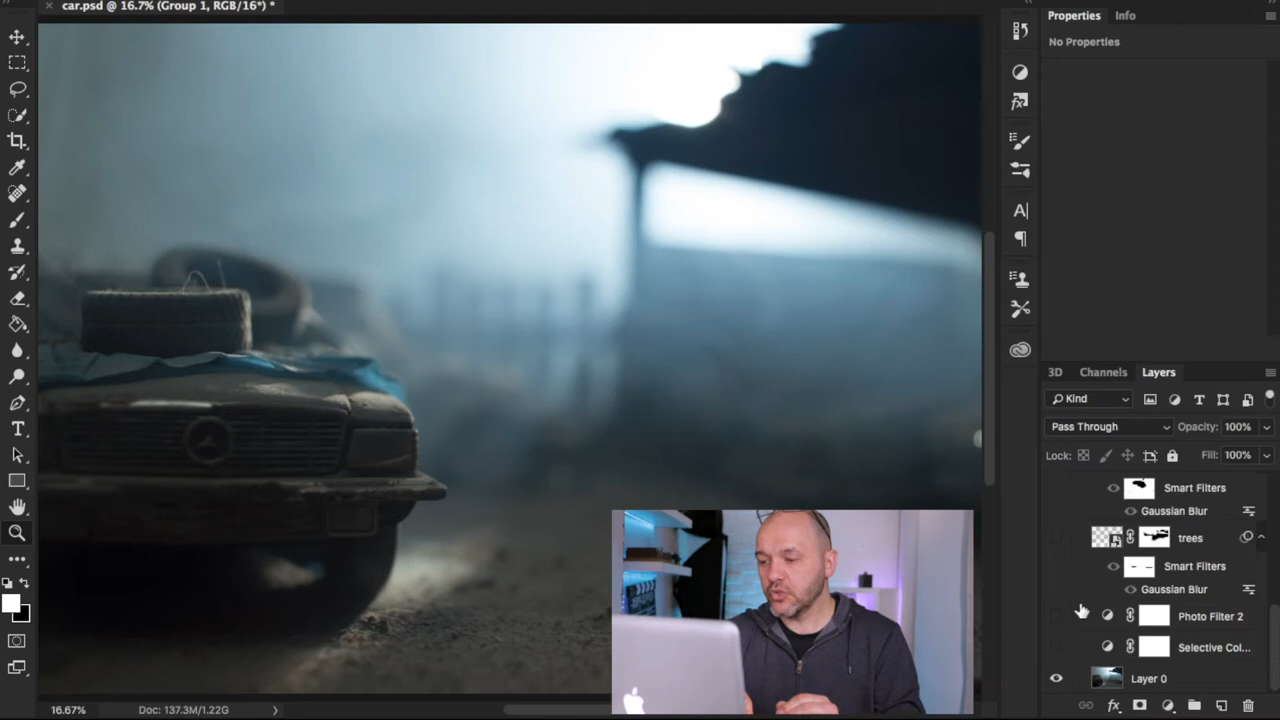 car.psd @ 16.7% (Group 1, RGB/16*) *
Properties
Info
No Properties
3D
Channels
Layers
Kind
Pass Through
Opacity: 100%
Lock:
Fill: 100%
Smart Filters
Gaussian Blur
trees
Smart Filters
Gaussian Blur
Photo Filter 2
Selective Col...
Layer 0
16.67%
Doc: 137.3M/1.22G